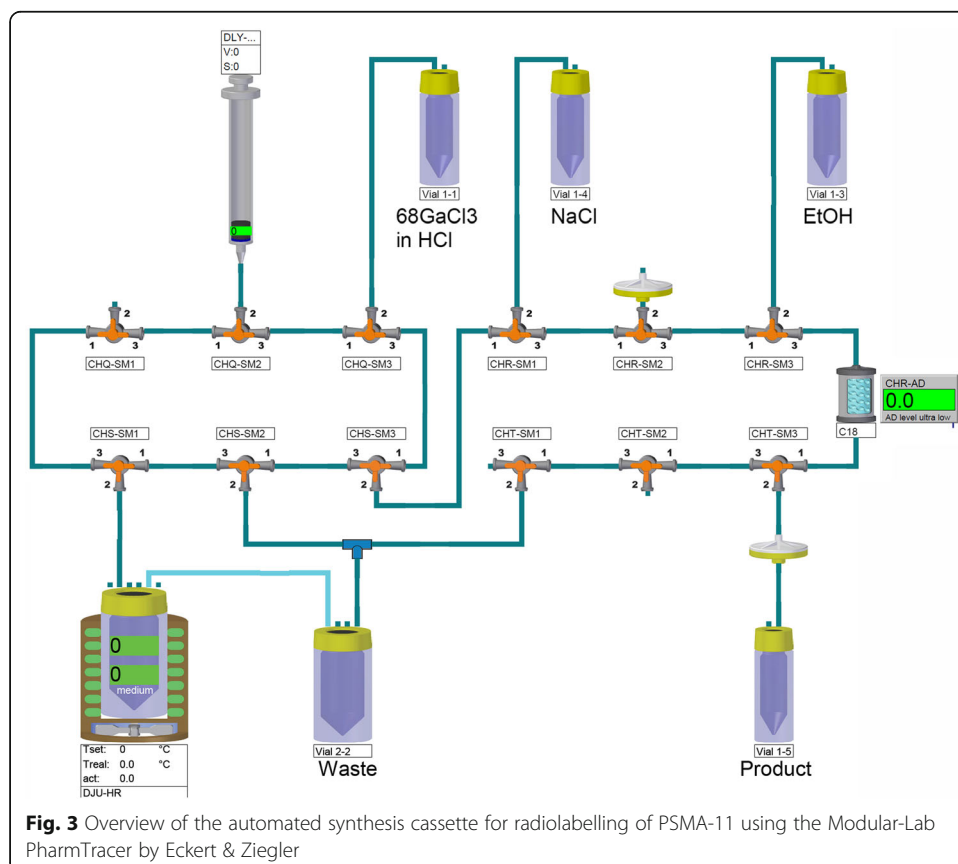 DLY-...
V:0
S:0
0
Vial 1-1
68GaCl3
in HCl
Vial 1-4
NaCl
Vial 1-3
EtOH
2
1 3
CHQ-SM1
2
1 3
CHQ-SM2
2
1 3
CHQ-SM3
2
1 3
CHR-SM1
2
1 3
CHR-SM2
2
1 3
CHR-SM3
CHR-AD
0.0
AD level ultra low
C18
CHS-SM1
3 1
2
CHS-SM2
3 1
2
CHS-SM3
3 1
2
CHT-SM1
3 1
2
CHT-SM2
3 1
2
CHT-SM3
3 1
2
0
0
medium
Tset: 0 °C
Treal: 0.0 °C
act: 0.0
DJU-HR
Vial 2-2
Waste
Vial 1-5
Product
Fig. 3 Overview of the automated synthesis cassette for radiolabelling of PSMA-11 using the Modular-Lab
PharmTracer by Eckert & Ziegler